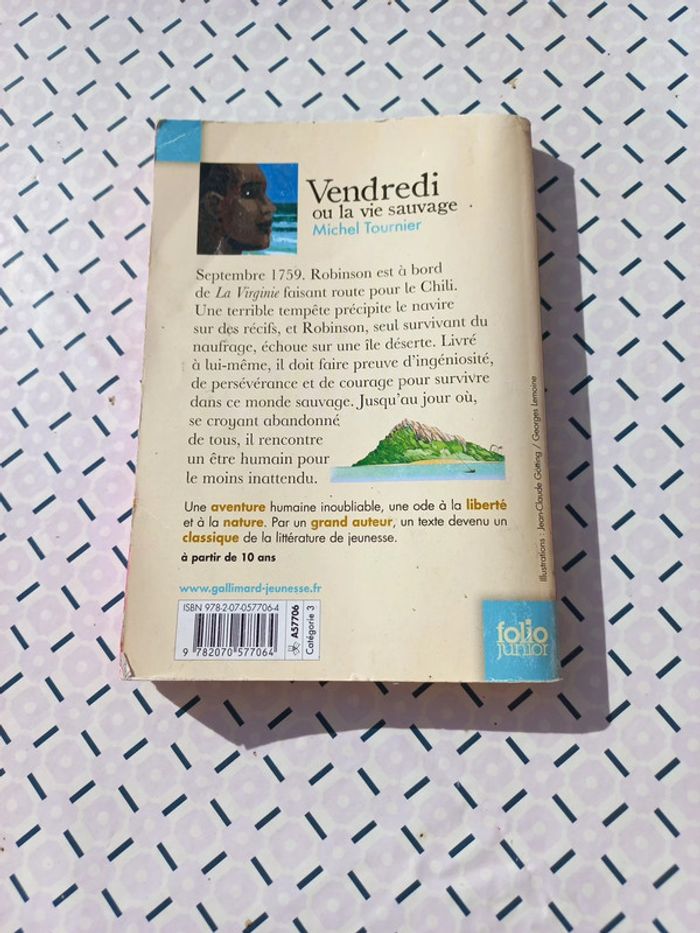 Vendredi
ou la vie sauvage
Michel Tournier
Septembre 1759. Robinson est à bord
de La Virginie faisant route pour le Chili.
Une terrible tempête précipite le navire
sur des récifs, et Robinson, seul survivant du
naufrage, échoue sur une île déserte. Livré
à lui-même, il doit faire preuve d'ingéniosité,
de persévérance et de courage pour survivre
dans ce monde sauvage. Jusqu'au jour où,
se croyant abandonné
de tous, il rencontre
un être humain pour
le moins inattendu.
Une aventure humaine inoubliable, une ode à la liberté
et à la nature. Par un grand auteur, un texte devenu un
classique de la littérature de jeunesse.
à partir de 10 ans
www.gallimard-jeunesse.fr
ISBN 978-2-07-057706-4
9 782070 577064
A57706
Catégorie 3
Illustrations : Jean-Claude Götting / Georges Lemoine
folio
junior